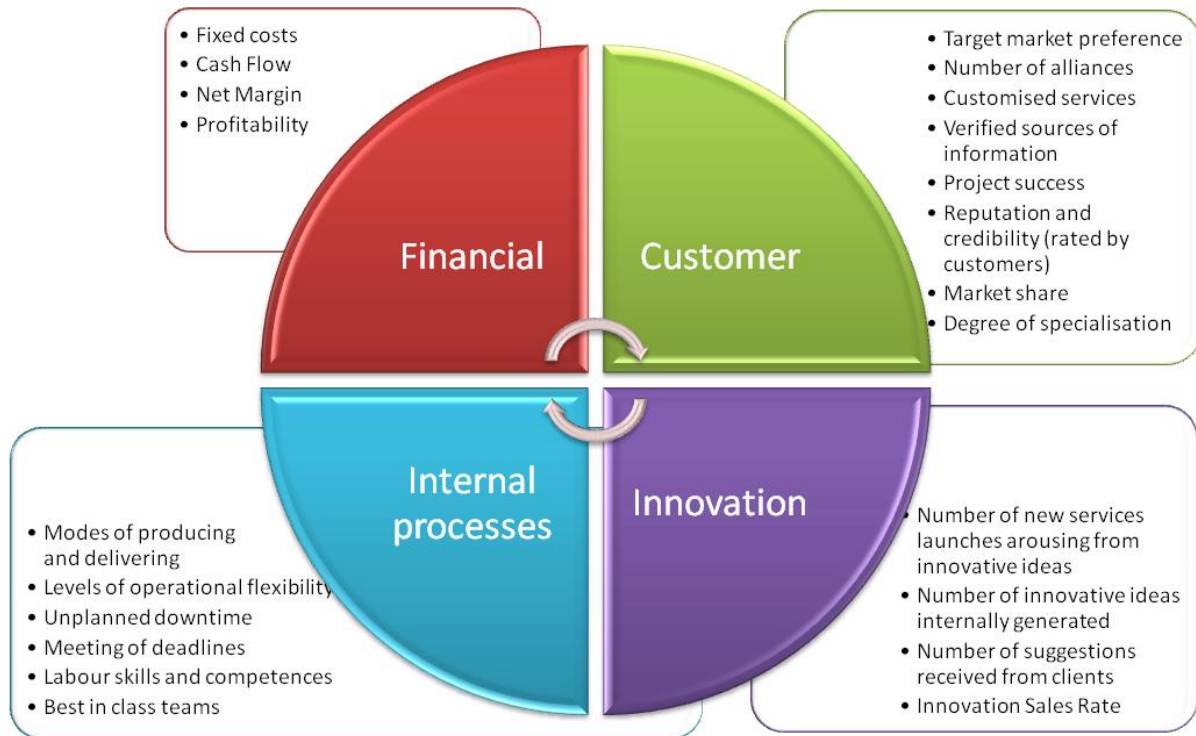 • Fixed costs
• Cash Flow
• Net Margin
• Profitability
Financial
Customer
• Target market preference
• Number of alliances
• Customised services
• Verified sources of
information
• Project success
• Reputation and
credibility (rated by
customers)
• Market share
• Degree of specialisation
Internal
processes
• Modes of producing
and delivering
• Levels of operational flexibility
• Unplanned downtime
• Meeting of deadlines
• Labour skills and competences
• Best in class teams
Innovation
• Number of new services
launches arousing from
innovative ideas
• Number of innovative ideas
internally generated
• Number of suggestions
received from clients
• Innovation Sales Rate